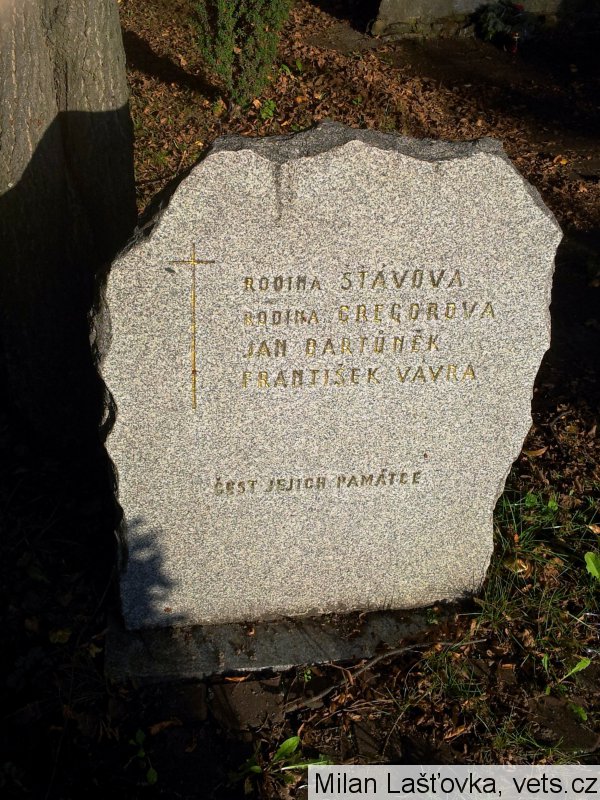 RODINA ŠŤÁVOVA
RODINA GREGOROVA
JAN BARTŮNĚK
FRANTIŠEK VÁVRA
ČEST JEJICH PAMÁTCE
Milan Lašťovka, vets.cz